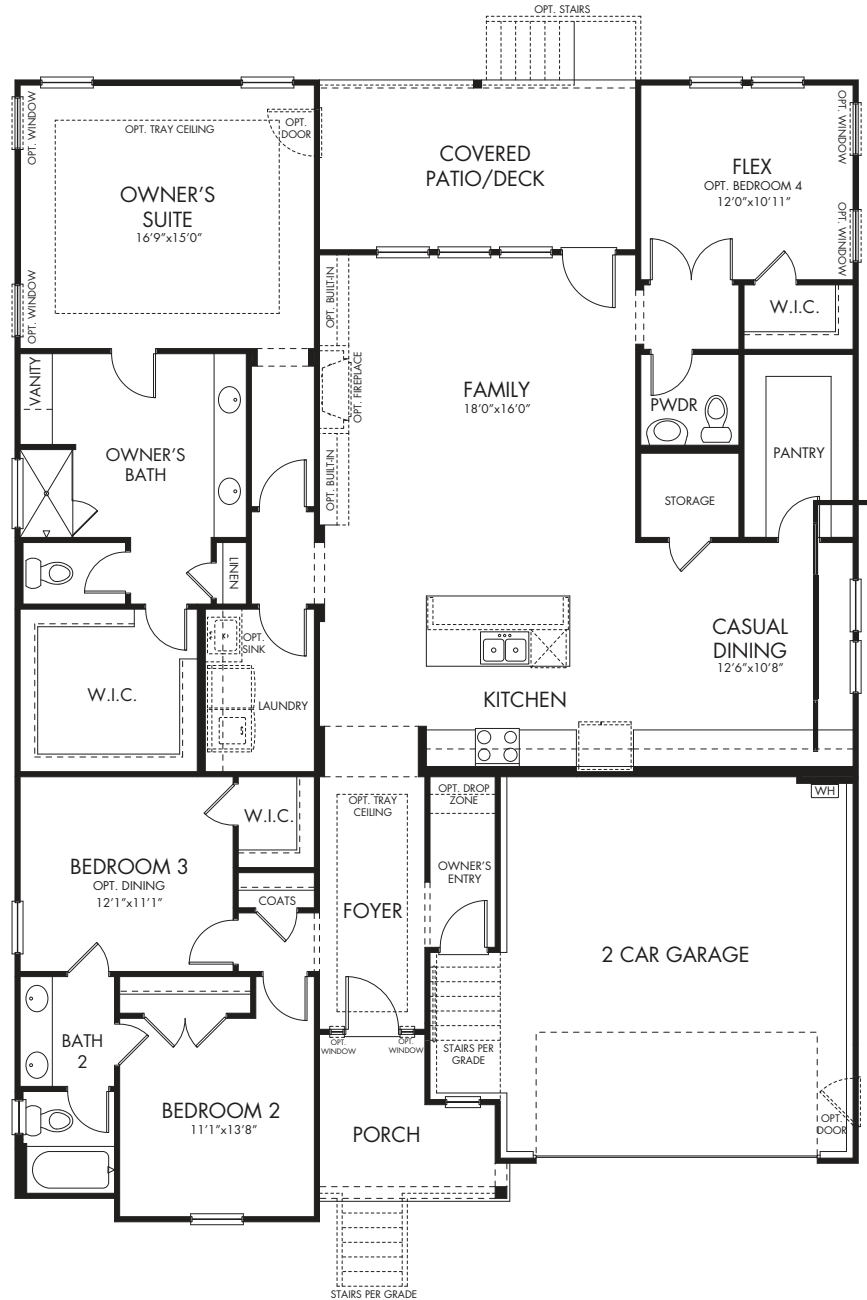 OPT. STAIRS
OPT. WINDOW
OPT. TRAY CEILING
OPT.
DOOR
OWNER'S
SUITE
16'9"x15'0"
OPT. WINDOW
COVERED
PATIO/DECK
FLEX
OPT. BEDROOM 4
12'0"x10'11"
OPT. WINDOW
OPT. WINDOW
W.I.C.
OPT. BUILT-IN
OPT. FIREPLACE
OPT. BUILT-IN
FAMILY
18'0"x16'0"
VANITY
OWNER'S
BATH
LINEN
PWDR
PANTRY
STORAGE
CASUAL
DINING
12'6"x10'8"
KITCHEN
W.I.C.
OPT.
SINK
LAUNDRY
W.I.C.
BEDROOM 3
OPT. DINING
12'1"x11'1"
COATS
OPT. TRAY
CEILING
FOYER
OPT. DROP
ZONE
OWNER'S
ENTRY
WH
2 CAR GARAGE
OPT.
DOOR
BATH
2
BEDROOM 2
11'1"x13'8"
OPT.
WINDOW
OPT.
WINDOW
STAIRS PER
GRADE
PORCH
STAIRS PER GRADE